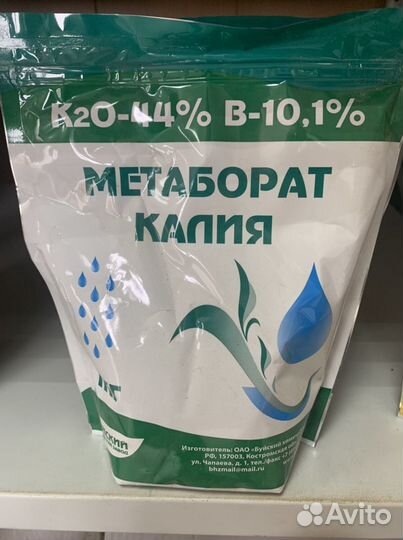 K2O-44% B-10,1%
МЕТАБОРАТ
КАЛИЯ
1КГ
Изготовитель: ОАО "Буйский
РФ, 157003, Костромская
ул. Чапаева, д. 1, тел./факс
bhzmail@mail.ru
Avito